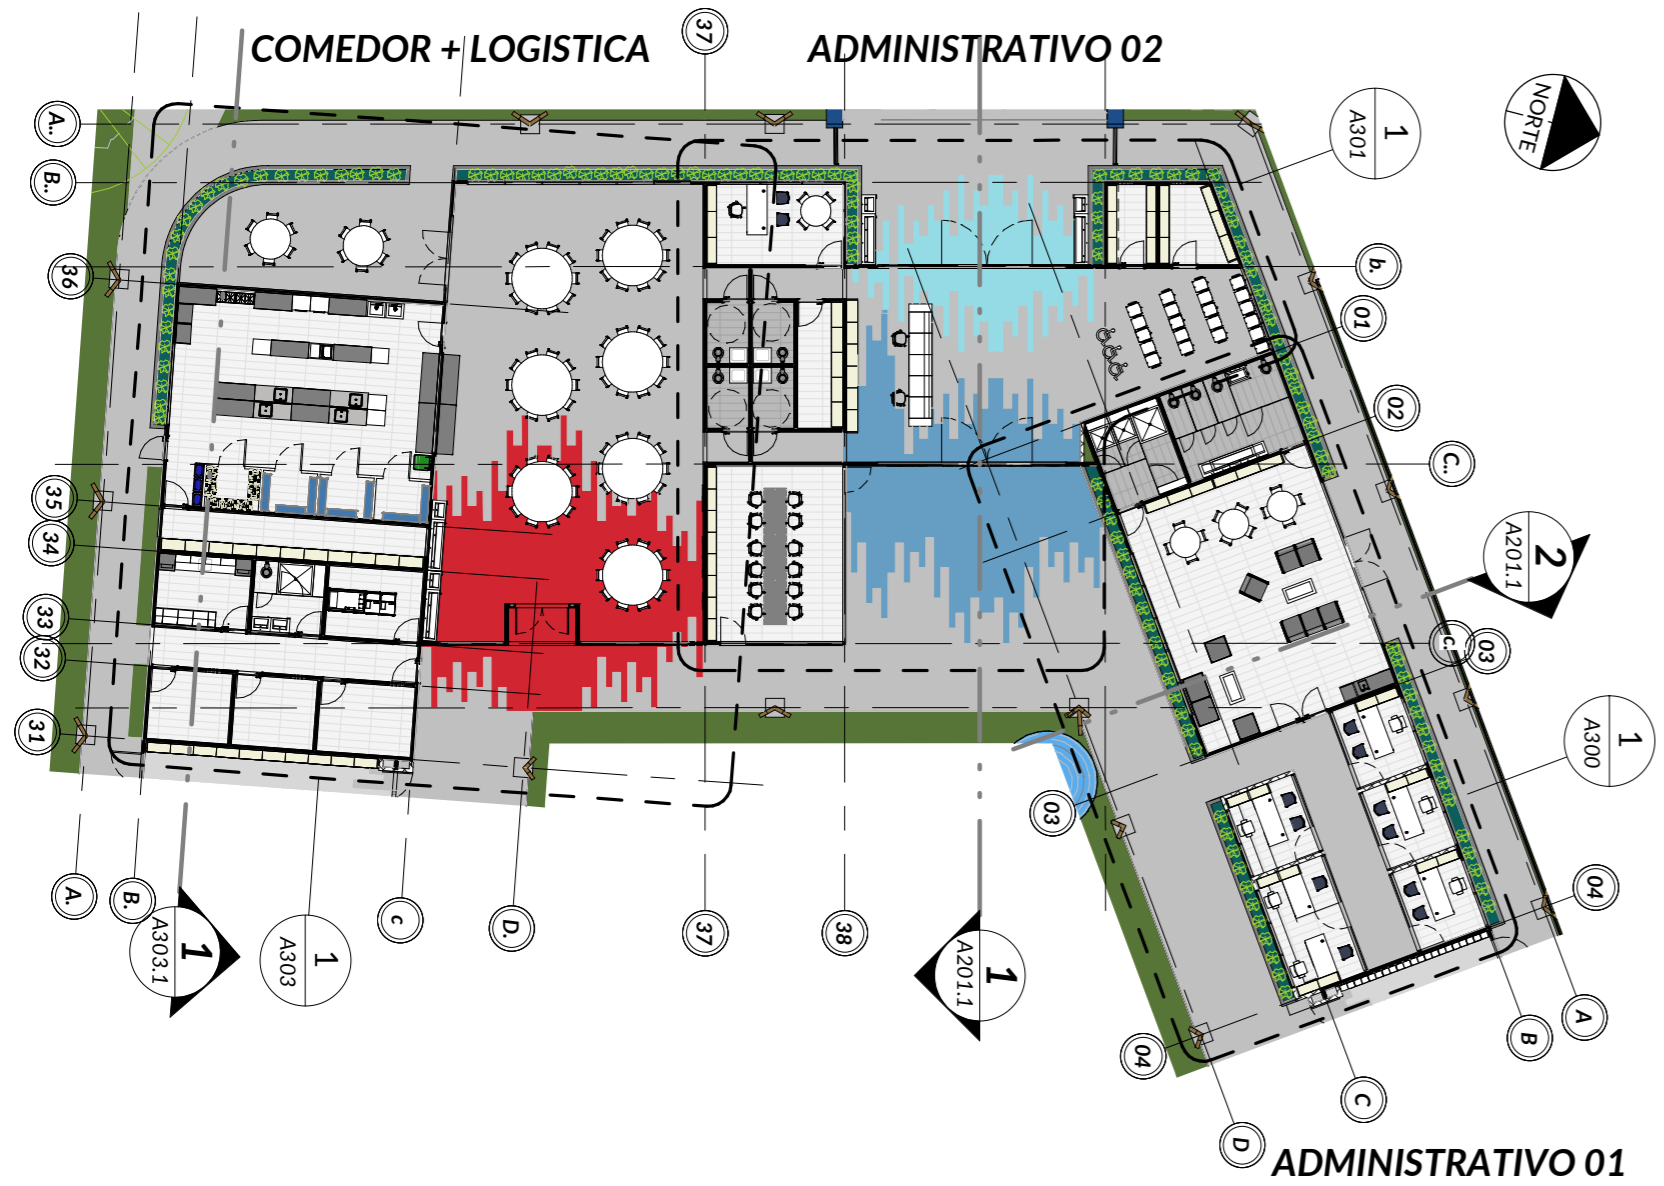 COMEDOR + LOGISTICA
37
ADMINISTRATIVO 02
NORTE
1
A301
A..
B..
36
b.
01
02
C..
35
34
33
32
31
2
A201.1
c.
03
1
A300
03
A.
B.
c
D.
37
38
04
1
A303.1
1
A303
1
A201.1
04
A
B
C
D
ADMINISTRATIVO 01